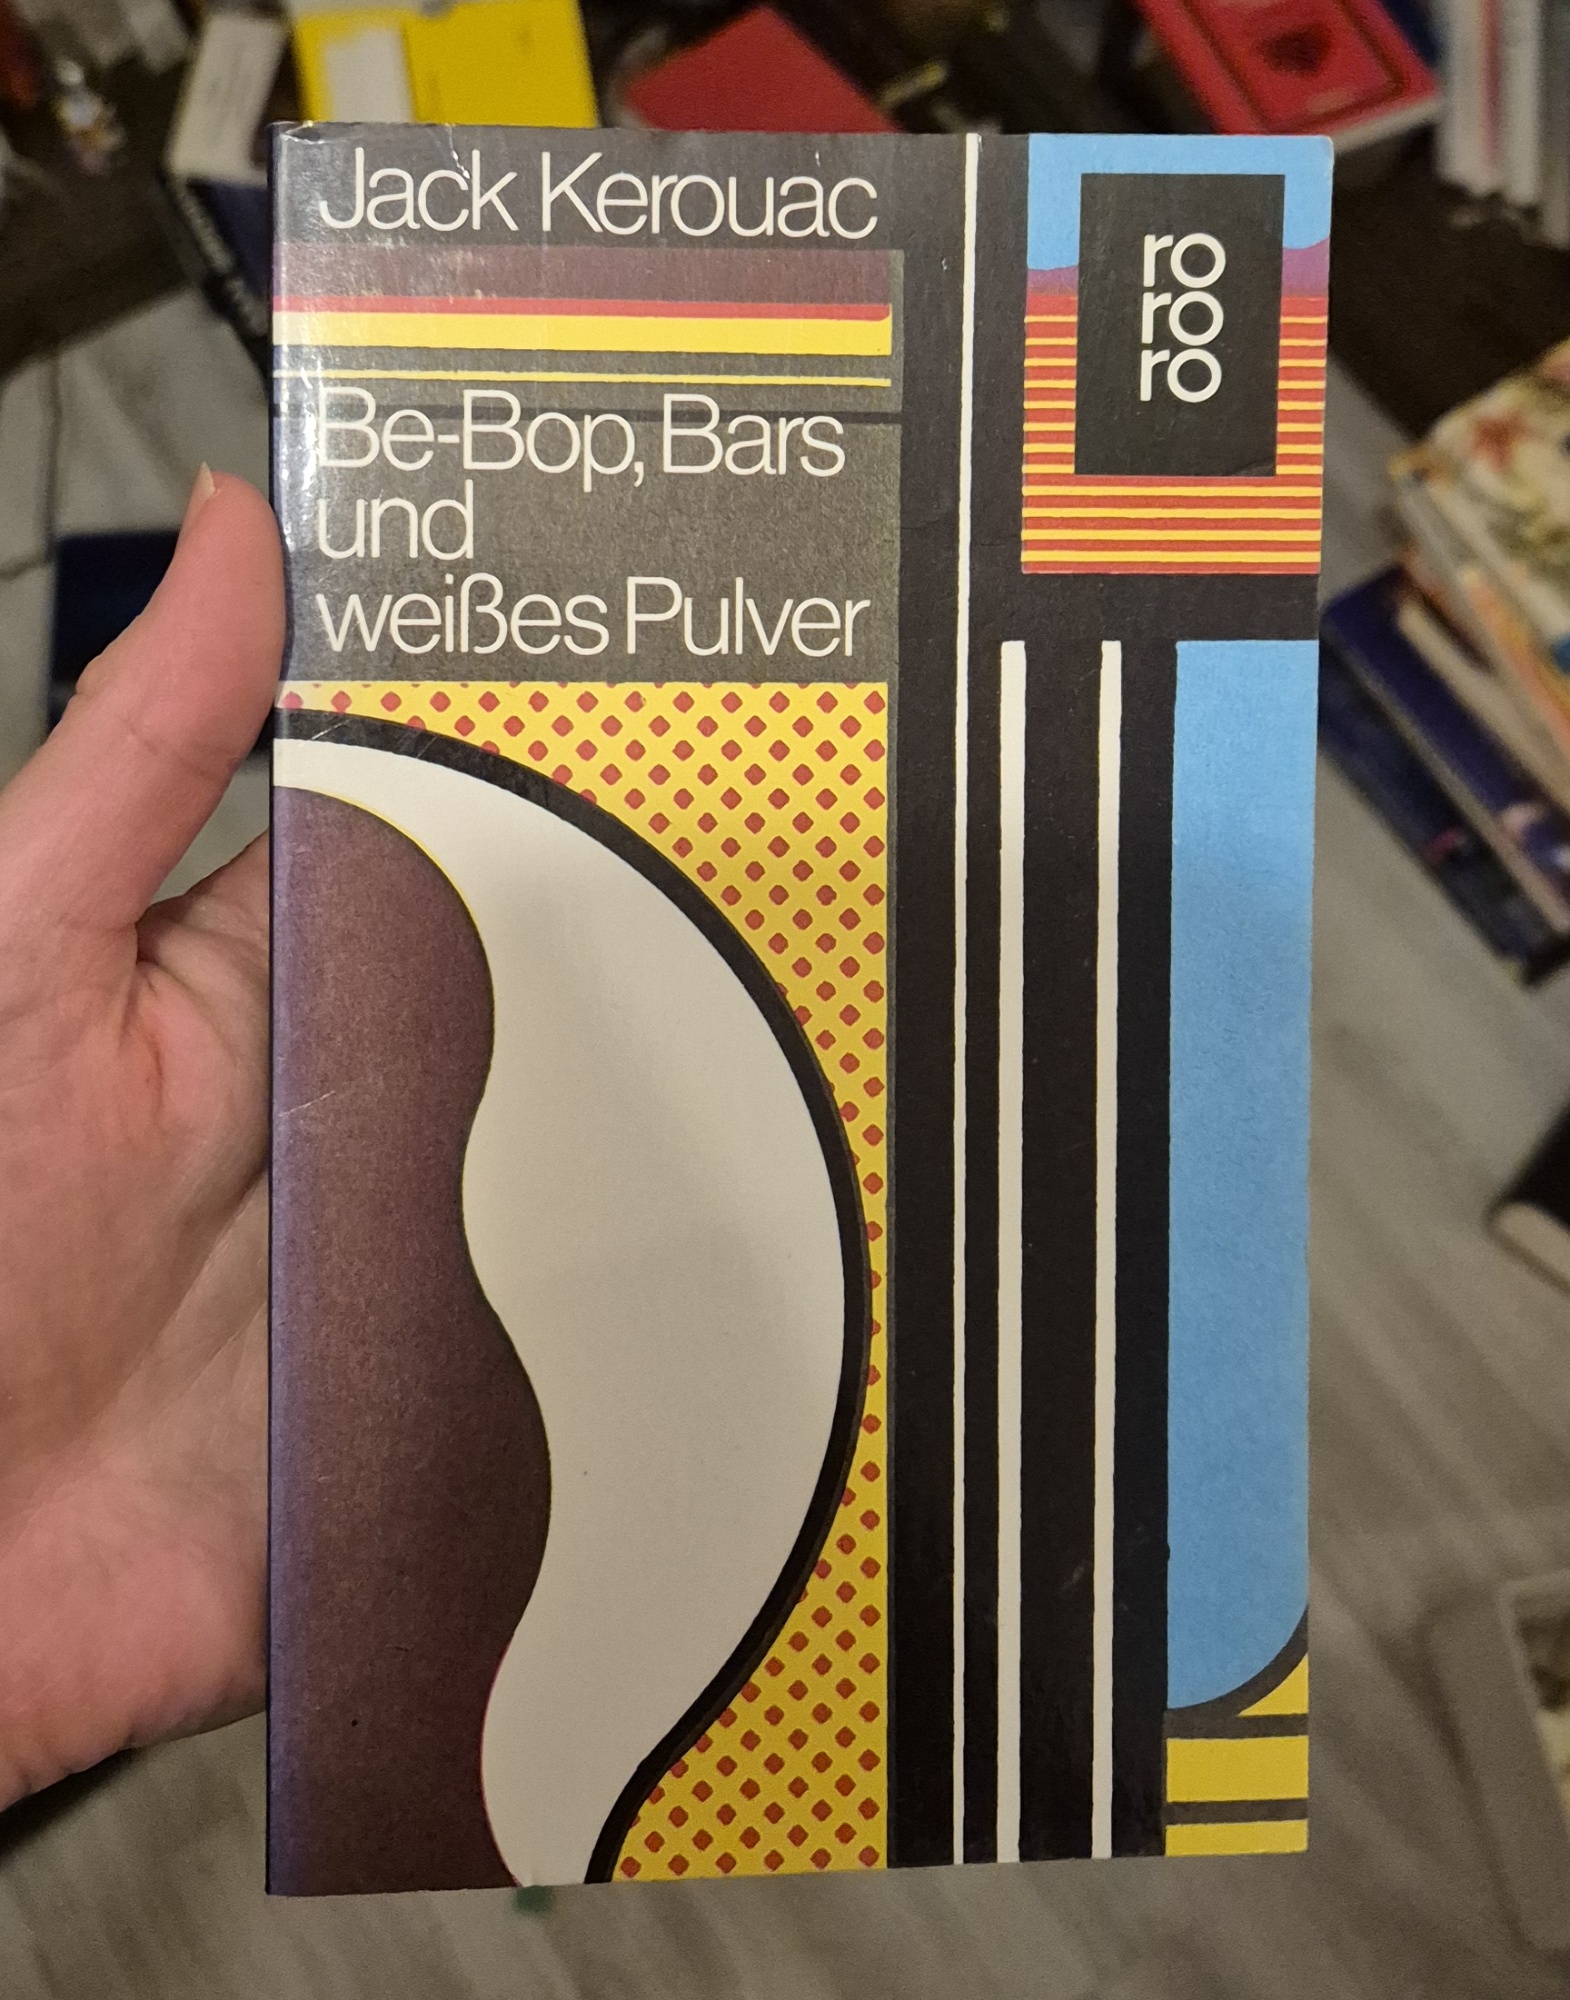 Jack Kerouac
Be-Bop, Bars
und
weißes Pulver
ro
ro
ro